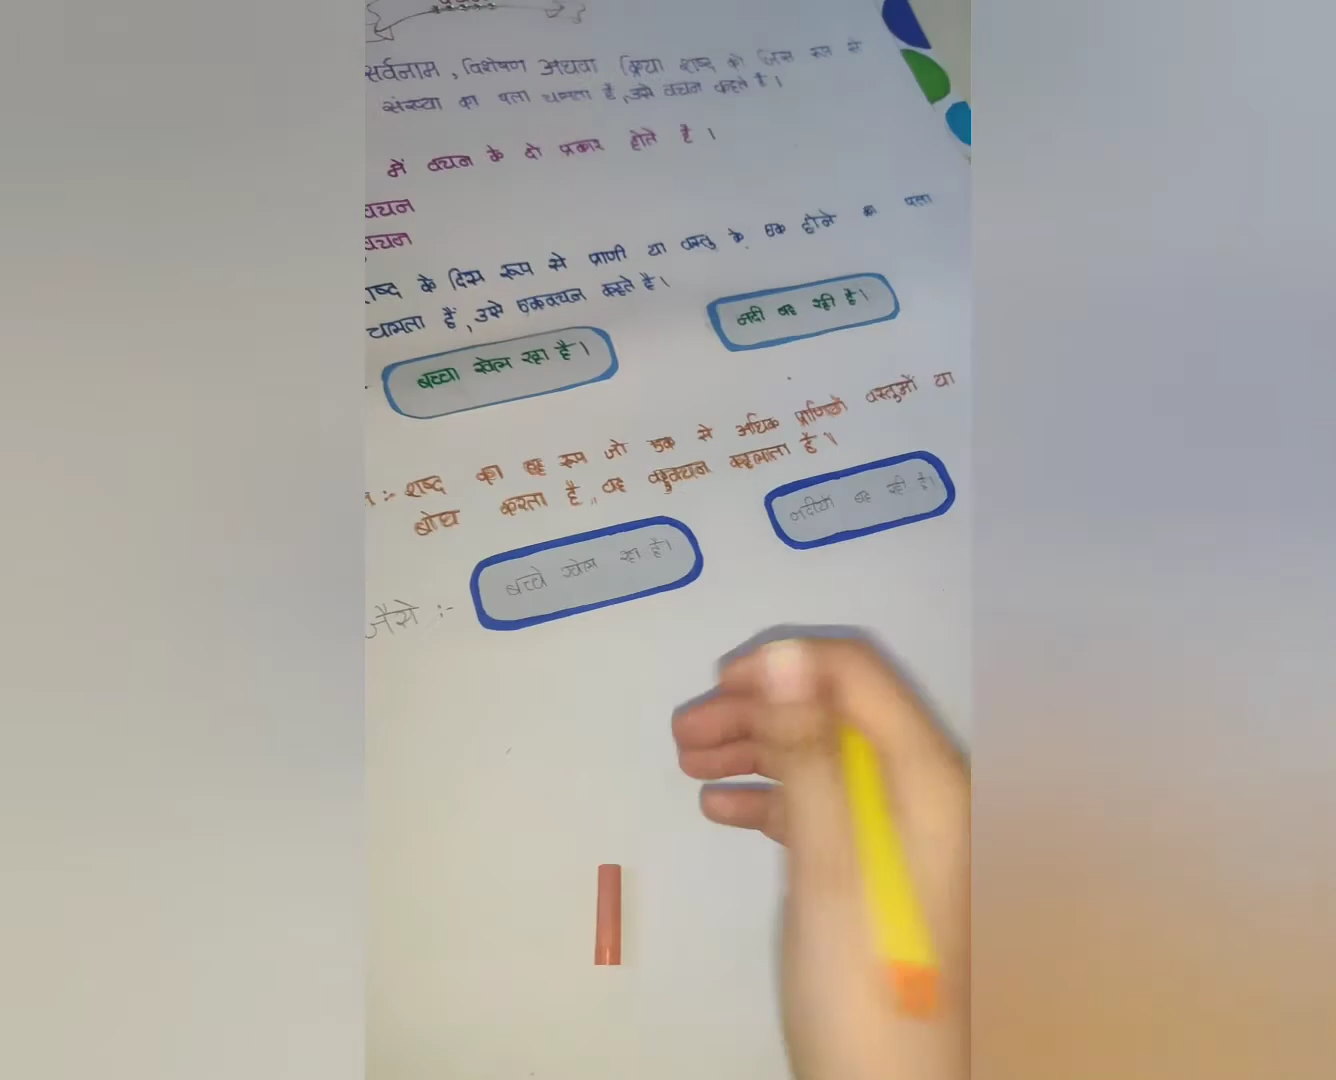 सर्वनाम , विशेषण अथवा क्रिया शब्द के जिस रूप से
संख्या का पता चलता है , उसे वचन कहते है ।
में वचन के दो प्रकार होते है ।
वचन
वचन
शब्द के दिस रूप से प्राणी या वस्तु के एक होने का पता
चलता हैं , उसे एकवचन कहते है ।
बच्चा खेल रहा है ।
नदी बह रही है ।
:- शब्द का वह रूप जो एक से अधिक प्राणियों वस्तुओं या
बोध करता है ,, वह बहुवचन कहलाता है ॥
जैसे :-
बच्चे खेल रहा है ।
नदीयाँ बह रही है ।